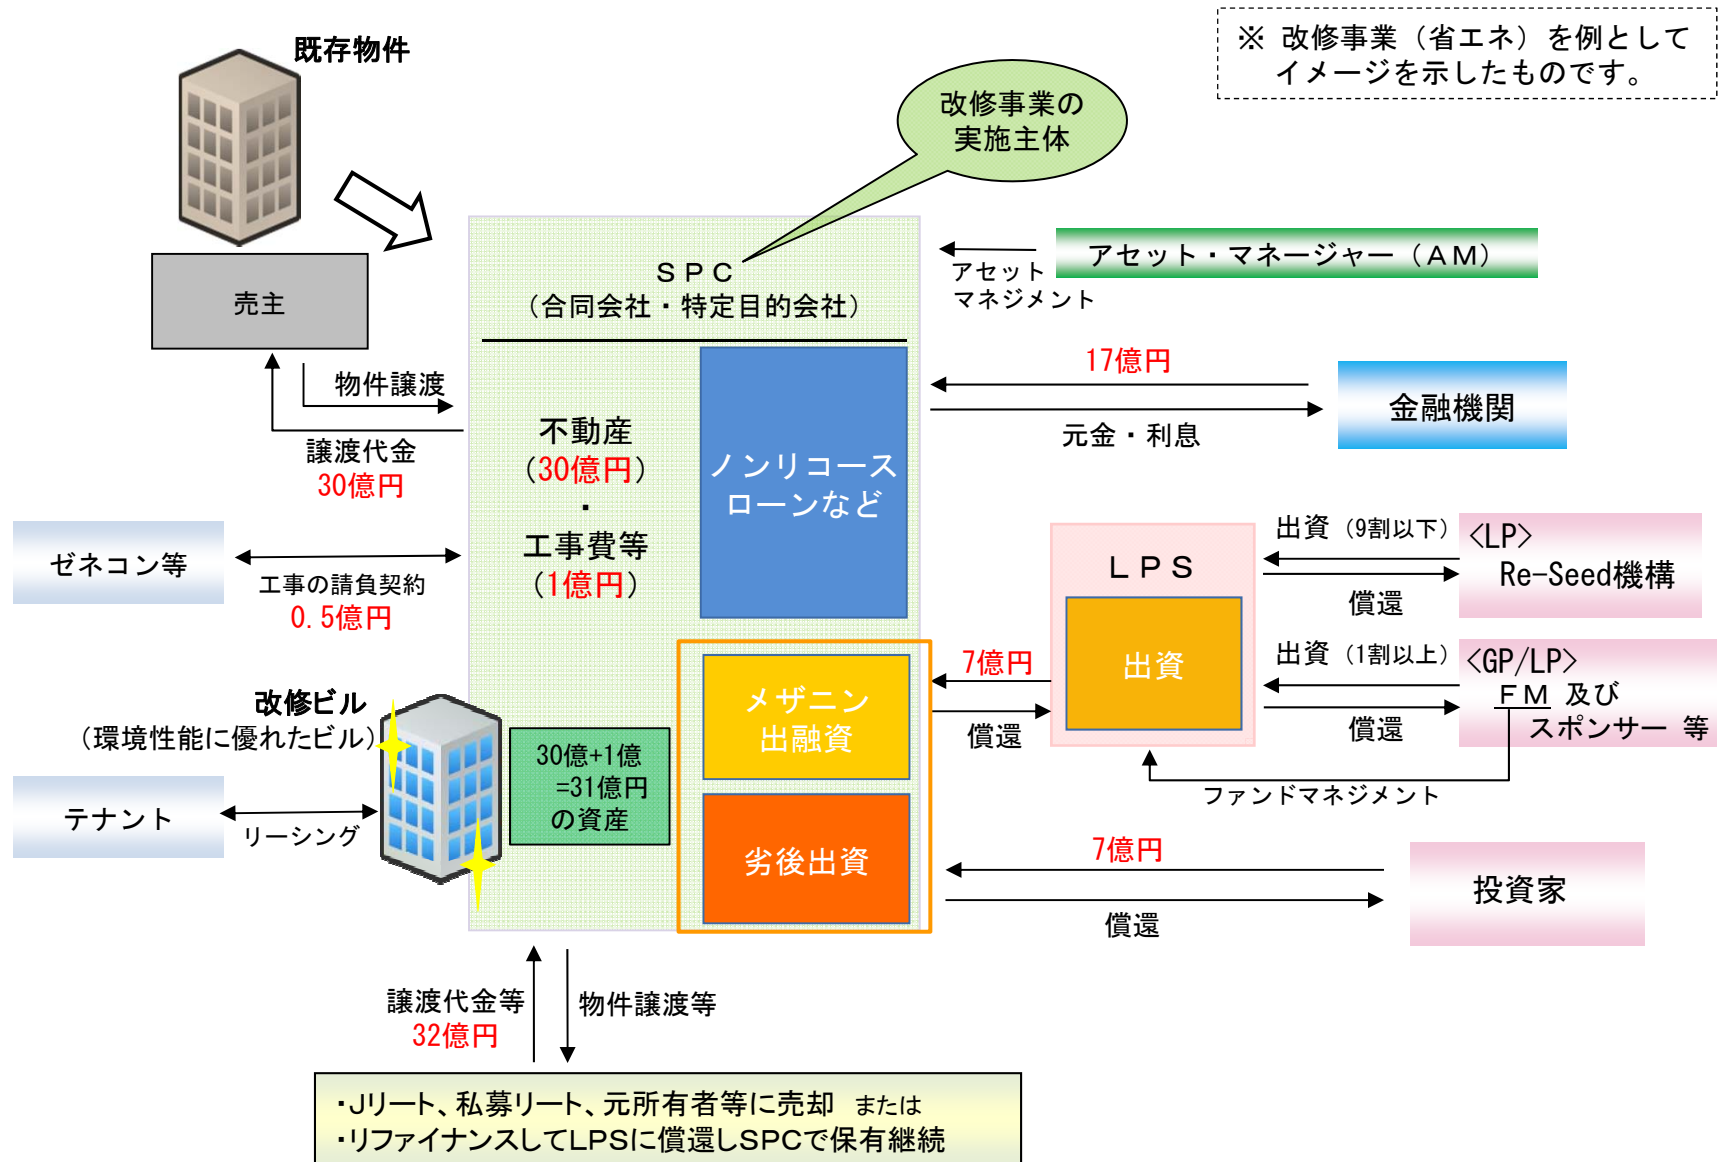 既存物件
※ 改修事業（省エネ）を例として
イメージを示したものです。
改修事業の
実施主体
売主
ＳＰＣ
（合同会社・特定目的会社）
アセット・マネージャー（ＡＭ）
アセット
マネジメント
物件譲渡
譲渡代金
30億円
不動産
（30億円）
・
工事費等
（1億円）
ノンリコース
ローンなど
17億円
元金・利息
金融機関
ゼネコン等
工事の請負契約
0.5億円
ＬＰＳ
出資
出資（9割以下）
償還
<LP>
Re-Seed機構
出資（1割以上）
償還
<GP/LP>
ＦＭ 及び
スポンサー 等
ファンドマネジメント
7億円
償還
改修ビル
（環境性能に優れたビル）
テナント
リーシング
30億+1億
=31億円
の資産
メザニン
出融資
劣後出資
7億円
償還
投資家
譲渡代金等
32億円
物件譲渡等
・Jリート、私募リート、元所有者等に売却 または
・リファイナンスしてLPSに償還しSPCで保有継続